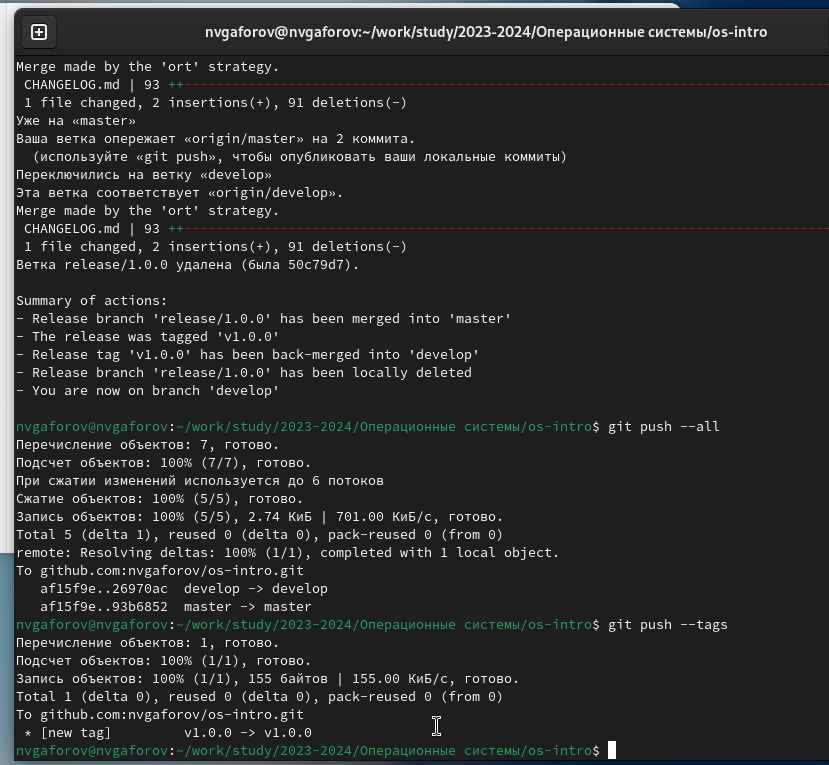 nvgaforov@nvgaforov:~/work/study/2023-2024/Операционные системы/os-intro
Merge made by the 'ort' strategy.
 CHANGELOG.md | 93 ++-------------------------------------------------------------------------------
 1 file changed, 2 insertions(+), 91 deletions(-)
Уже на «master»
Ваша ветка опережает «origin/master» на 2 коммита.
  (используйте «git push», чтобы опубликовать ваши локальные коммиты)
Переключились на ветку «develop»
Эта ветка соответствует «origin/develop».
Merge made by the 'ort' strategy.
 CHANGELOG.md | 93 ++-------------------------------------------------------------------------------
 1 file changed, 2 insertions(+), 91 deletions(-)
Ветка release/1.0.0 удалена (была 50c79d7).
Summary of actions:
- Release branch 'release/1.0.0' has been merged into 'master'
- The release was tagged 'v1.0.0'
- Release tag 'v1.0.0' has been back-merged into 'develop'
- Release branch 'release/1.0.0' has been locally deleted
- You are now on branch 'develop'
nvgaforov@nvgaforov:~/work/study/2023-2024/Операционные системы/os-intro$ git push --all
Перечисление объектов: 7, готово.
Подсчет объектов: 100% (7/7), готово.
При сжатии изменений используется до 6 потоков
Сжатие объектов: 100% (5/5), готово.
Запись объектов: 100% (5/5), 2.74 КиБ | 701.00 КиБ/с, готово.
Total 5 (delta 1), reused 0 (delta 0), pack-reused 0 (from 0)
remote: Resolving deltas: 100% (1/1), completed with 1 local object.
To github.com:nvgaforov/os-intro.git
   af15f9e..26970ac  develop -> develop
   af15f9e..93b6852  master -> master
nvgaforov@nvgaforov:~/work/study/2023-2024/Операционные системы/os-intro$ git push --tags
Перечисление объектов: 1, готово.
Подсчет объектов: 100% (1/1), готово.
Запись объектов: 100% (1/1), 155 байтов | 155.00 КиБ/с, готово.
Total 1 (delta 0), reused 0 (delta 0), pack-reused 0 (from 0)
To github.com:nvgaforov/os-intro.git
 * [new tag]         v1.0.0 -> v1.0.0
nvgaforov@nvgaforov:~/work/study/2023-2024/Операционные системы/os-intro$